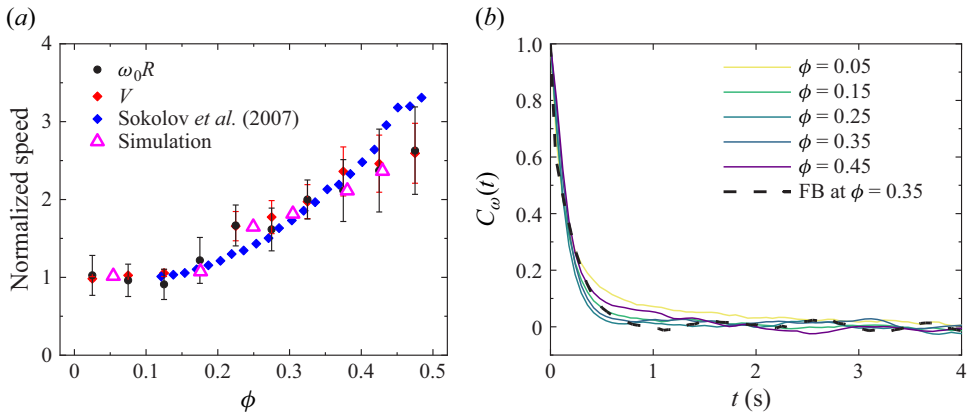 (a)
4
3
2
1
0
Normalized speed
ω₀R
V
Sokolov et al. (2007)
Simulation
0
0.1
0.2
0.3
0.4
0.5
ϕ
(b)
1.0
0.8
0.6
0.4
0.2
0
Cω(t)
ϕ = 0.05
ϕ = 0.15
ϕ = 0.25
ϕ = 0.35
ϕ = 0.45
FB at ϕ = 0.35
0
1
2
3
4
t (s)